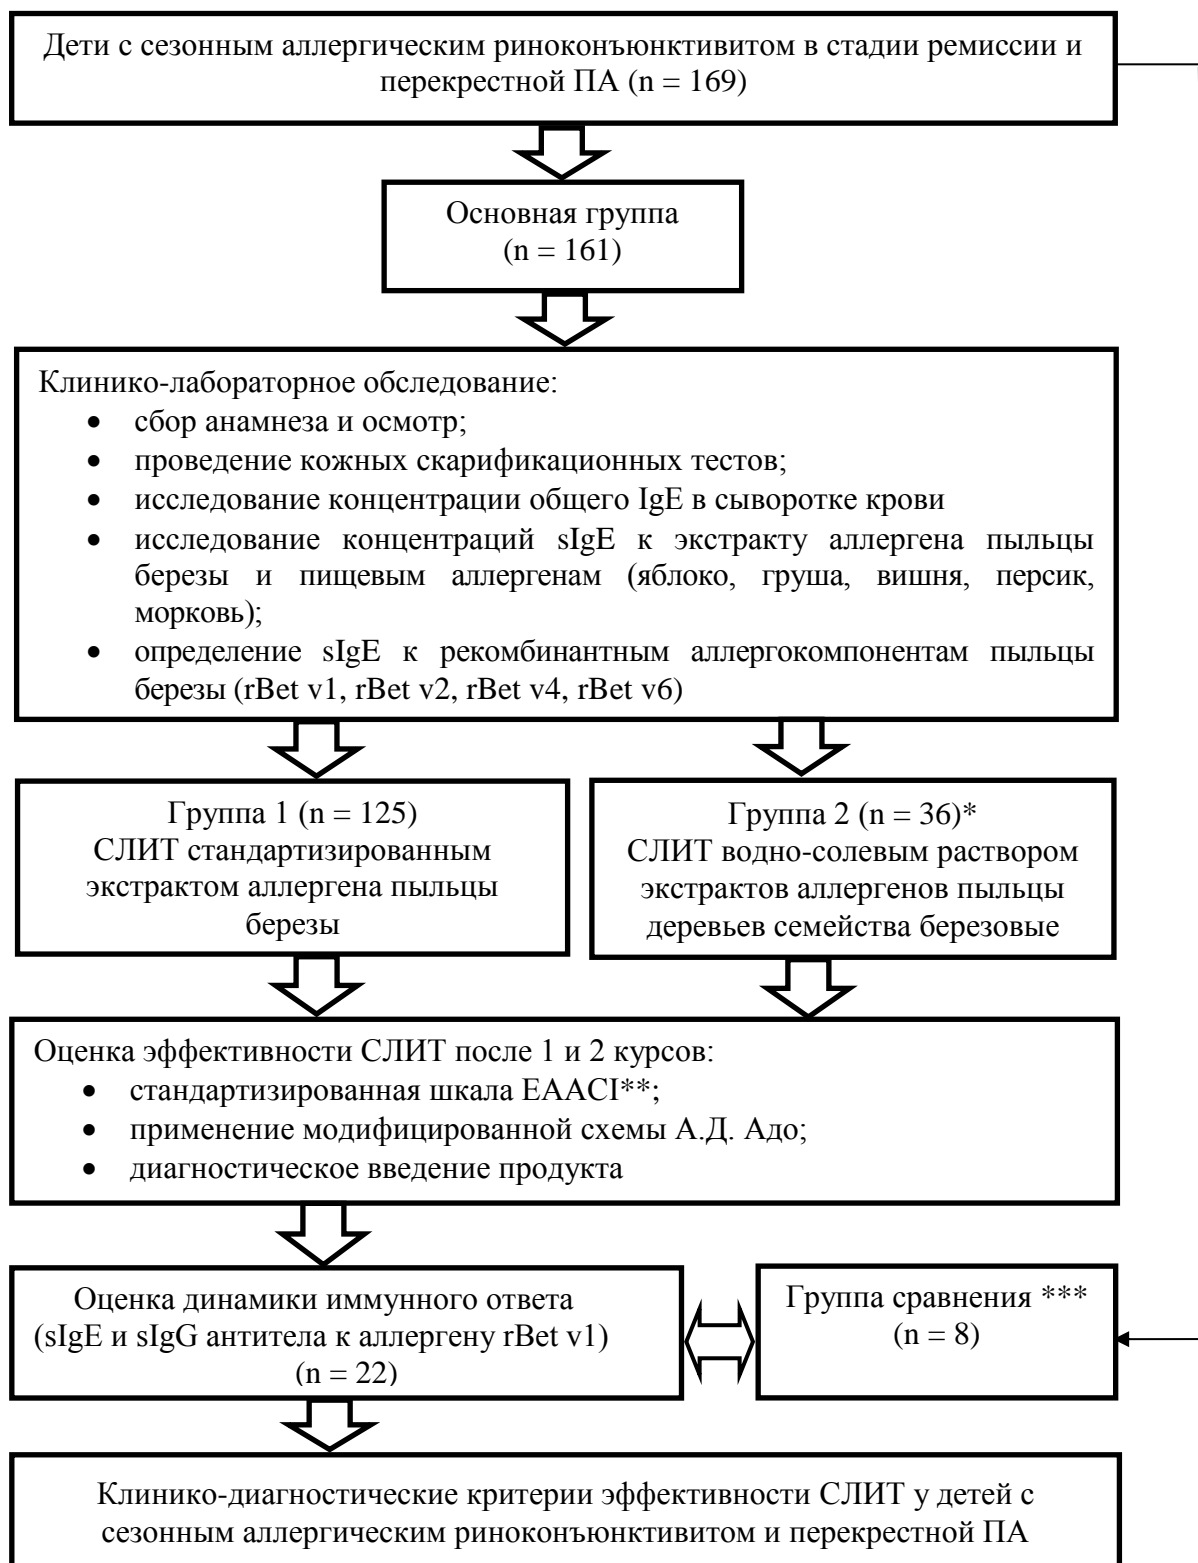 Дети с сезонным аллергическим риноконъюнктивитом в стадии ремиссии и
перекрестной ПА (n = 169)
Основная группа
(n = 161)
Клинико-лабораторное обследование:
• сбор анамнеза и осмотр;
• проведение кожных скарификационных тестов;
• исследование концентрации общего IgE в сыворотке крови
• исследование концентраций sIgE к экстракту аллергена пыльцы
березы и пищевым аллергенам (яблоко, груша, вишня, персик,
морковь);
• определение sIgE к рекомбинантным аллергокомпонентам пыльцы
березы (rBet v1, rBet v2, rBet v4, rBet v6)
Группа 1 (n = 125)
СЛИТ стандартизированным
экстрактом аллергена пыльцы
березы
Группа 2 (n = 36)*
СЛИТ водно-солевым раствором
экстрактов аллергенов пыльцы
деревьев семейства березовые
Оценка эффективности СЛИТ после 1 и 2 курсов:
• стандартизированная шкала EAACI**;
• применение модифицированной схемы А.Д. Адо;
• диагностическое введение продукта
Оценка динамики иммунного ответа
(sIgE и sIgG антитела к аллергену rBet v1)
(n = 22)
Группа сравнения ***
(n = 8)
Клинико-диагностические критерии эффективности СЛИТ у детей с
сезонным аллергическим риноконъюнктивитом и перекрестной ПА